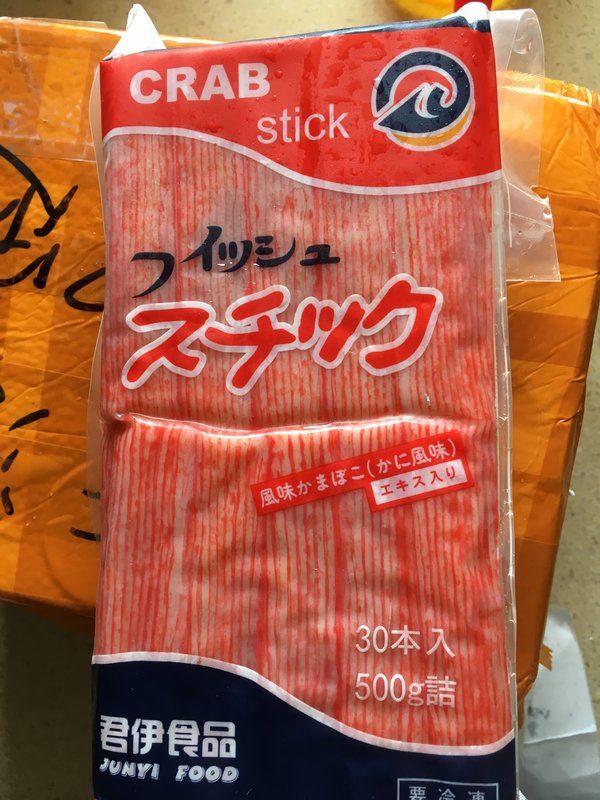 CRAB
stick
フィッシュ
スチック
風味かまぼこ(かに風味)
エキス入り
30本入
500g詰
君伊食品
JUNYI FOOD
要冷凍